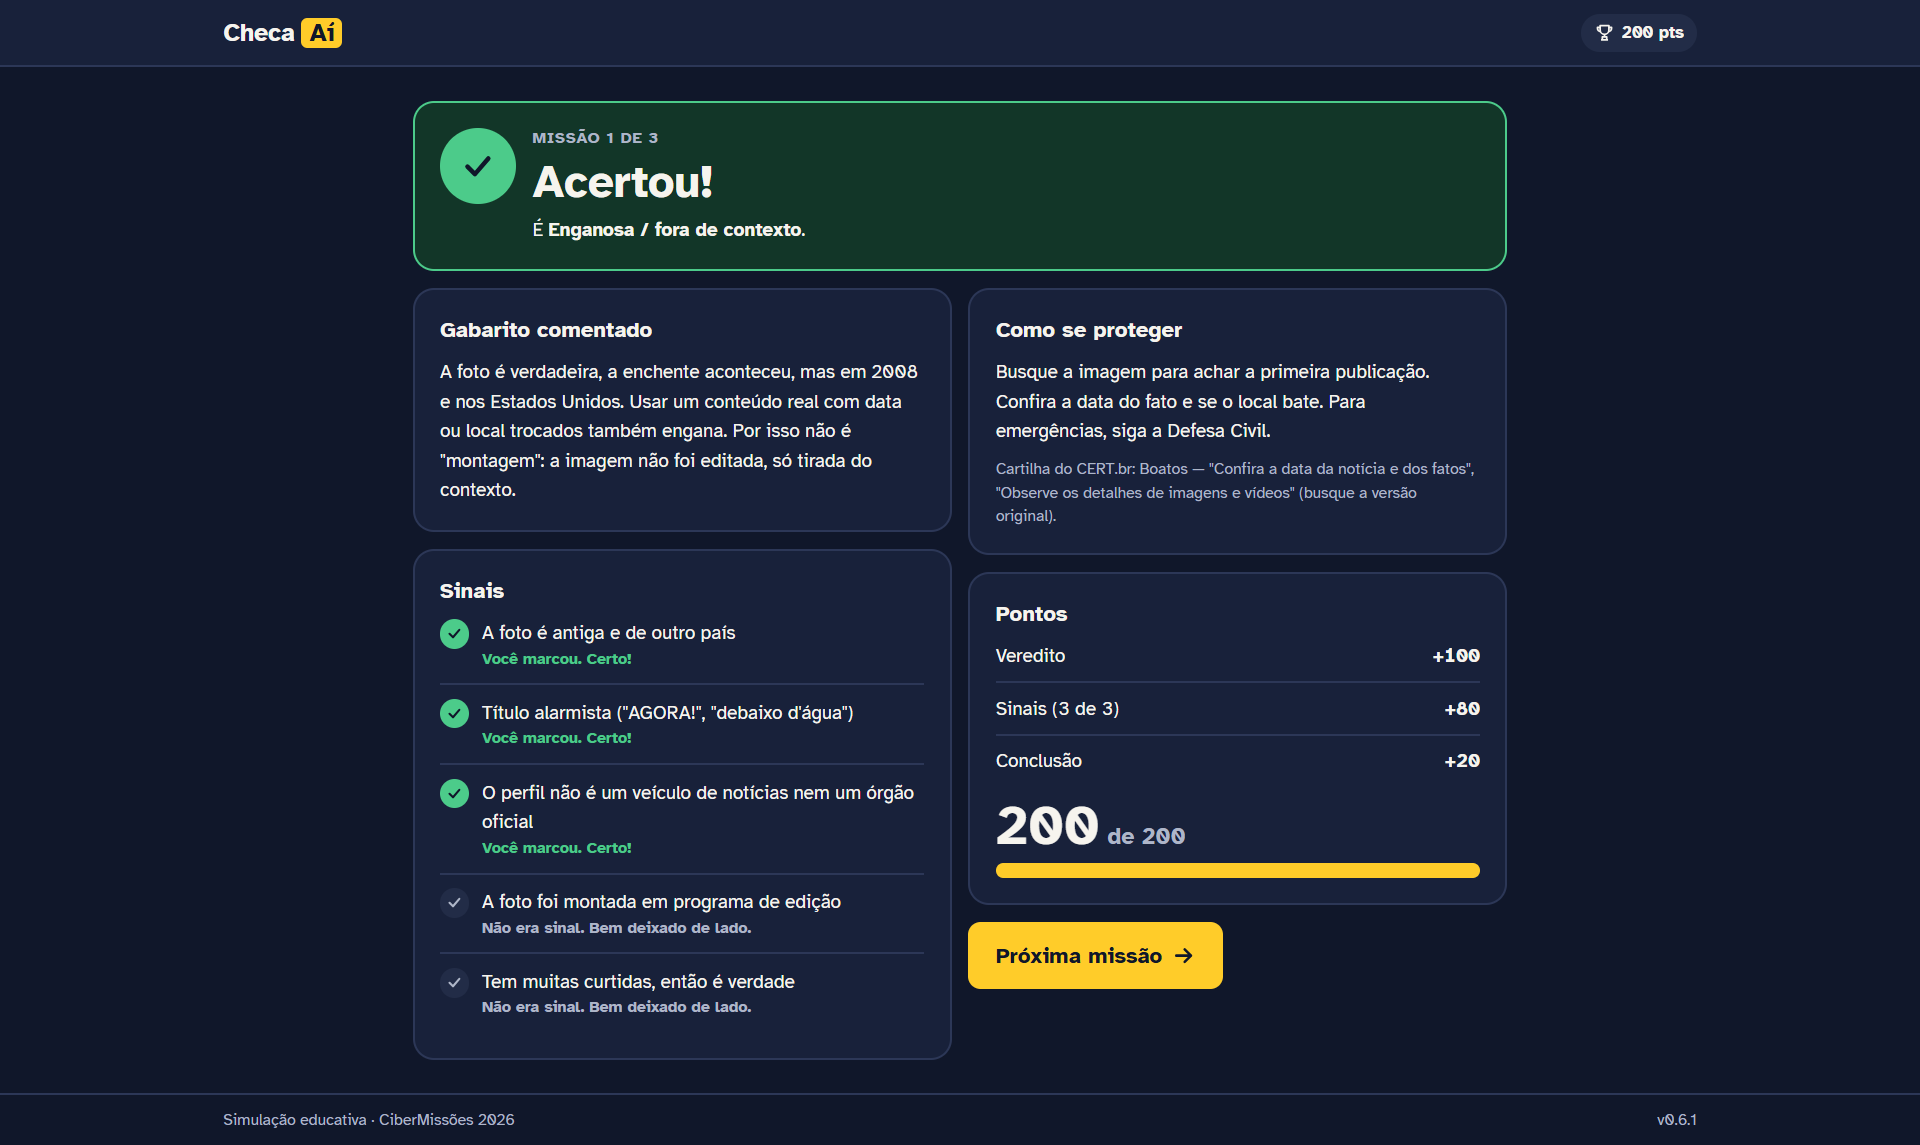 Checa Aí
200 pts
MISSÃO 1 DE 3
Acertou!
É Enganosa / fora de contexto.
Gabarito comentado
A foto é verdadeira, a enchente aconteceu, mas em 2008
e nos Estados Unidos. Usar um conteúdo real com data
ou local trocados também engana. Por isso não é
"montagem": a imagem não foi editada, só tirada do
contexto.
Sinais
A foto é antiga e de outro país
Você marcou. Certo!
Título alarmista ("AGORA!", "debaixo d'água")
Você marcou. Certo!
O perfil não é um veículo de notícias nem um órgão
oficial
Você marcou. Certo!
A foto foi montada em programa de edição
Não era sinal. Bem deixado de lado.
Tem muitas curtidas, então é verdade
Não era sinal. Bem deixado de lado.
Como se proteger
Busque a imagem para achar a primeira publicação.
Confira a data do fato e se o local bate. Para
emergências, siga a Defesa Civil.
Cartilha do CERT.br: Boatos — "Confira a data da notícia e dos fatos",
"Observe os detalhes de imagens e vídeos" (busque a versão
original).
Pontos
Veredito +100
Sinais (3 de 3) +80
Conclusão +20
200 de 200
Próxima missão →
Simulação educativa · CiberMissões 2026
v0.6.1